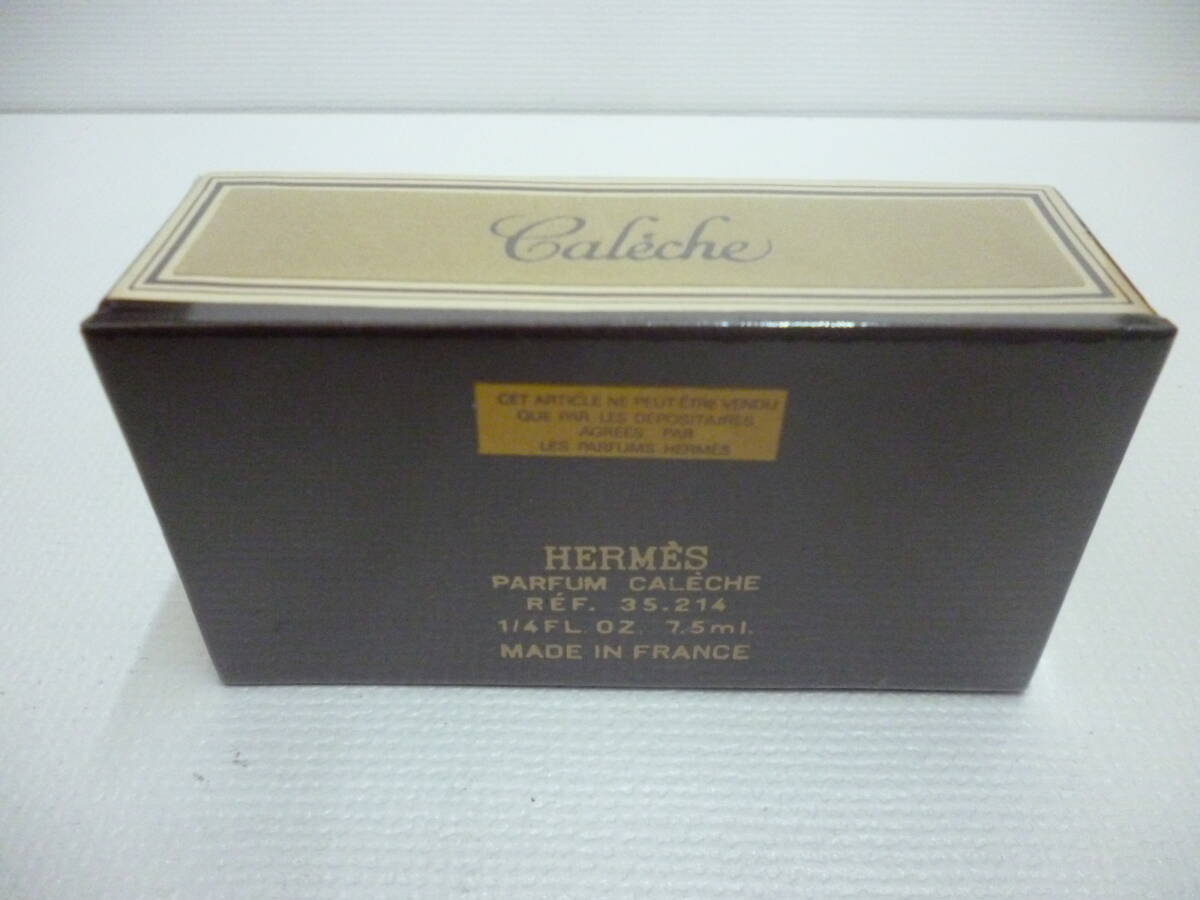 Calèche
CET ARTICLE NE PEUT ÊTRE VENDU
QUE PAR LES DEPOSITAIRES
AGREES PAR
LES PARFUMS HERMÈS
HERMÈS
PARFUM CALÈCHE
RÉF. 35.214
1/4 FL. OZ. 7.5ml.
MADE IN FRANCE